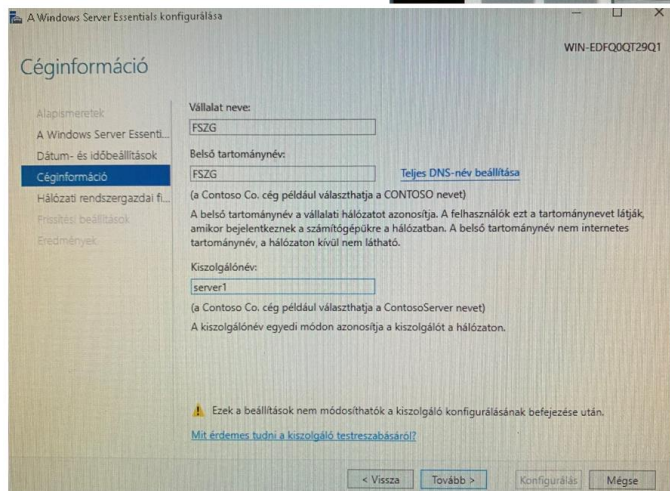 A Windows Server Essentials konfigurálása
WIN-EDFQ0QT29Q1
Céginformáció
Alapismeretek
A Windows Server Essenti...
Dátum- és időbeállítások
Céginformáció
Hálózati rendszergazdai fi...
Frissítési beállítások
Eredmények
Vállalat neve:
FSZG
Belső tartománynév:
FSZG
Teljes DNS-név beállítása
(a Contoso Co. cég például választhatja a CONTOSO nevet)
A belső tartománynév a vállalati hálózatot azonosítja. A felhasználók ezt a tartománynevet látják,
amikor bejelentkeznek a számítógépükre a hálózatban. A belső tartománynév nem internetes
tartománynév, a hálózaton kívül nem látható.
Kiszolgálónév:
server1
(a Contoso Co. cég például választhatja a ContosoServer nevet)
A kiszolgálónév egyedi módon azonosítja a kiszolgálót a hálózaton.
Ezek a beállítások nem módosíthatók a kiszolgáló konfigurálásának befejezése után.
Mit érdemes tudni a kiszolgáló testreszabásáról?
< Vissza
Tovább >
Konfigurálás
Mégse